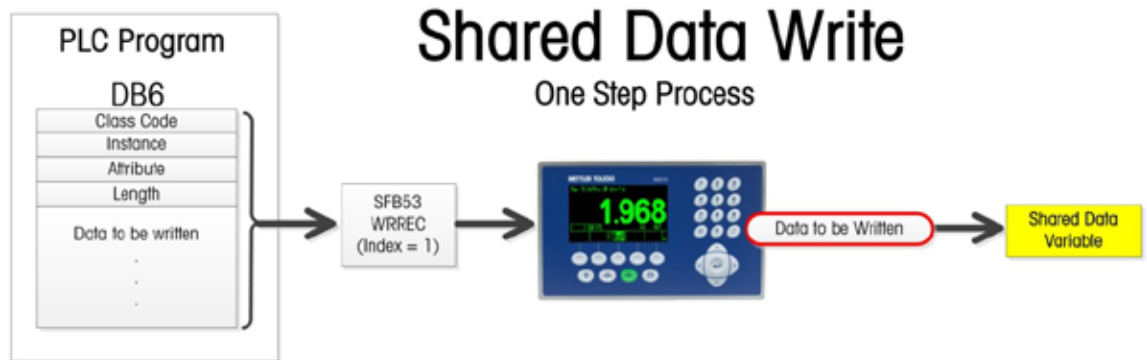 PLC Program
DB6
Class Code
Instance
Attribute
Length
Data to be written
.
.
.
Shared Data Write
One Step Process
SFB53
WRREC
(Index = 1)
METTLER TOLEDO
1.968
Data to be Written
Shared Data
Variable